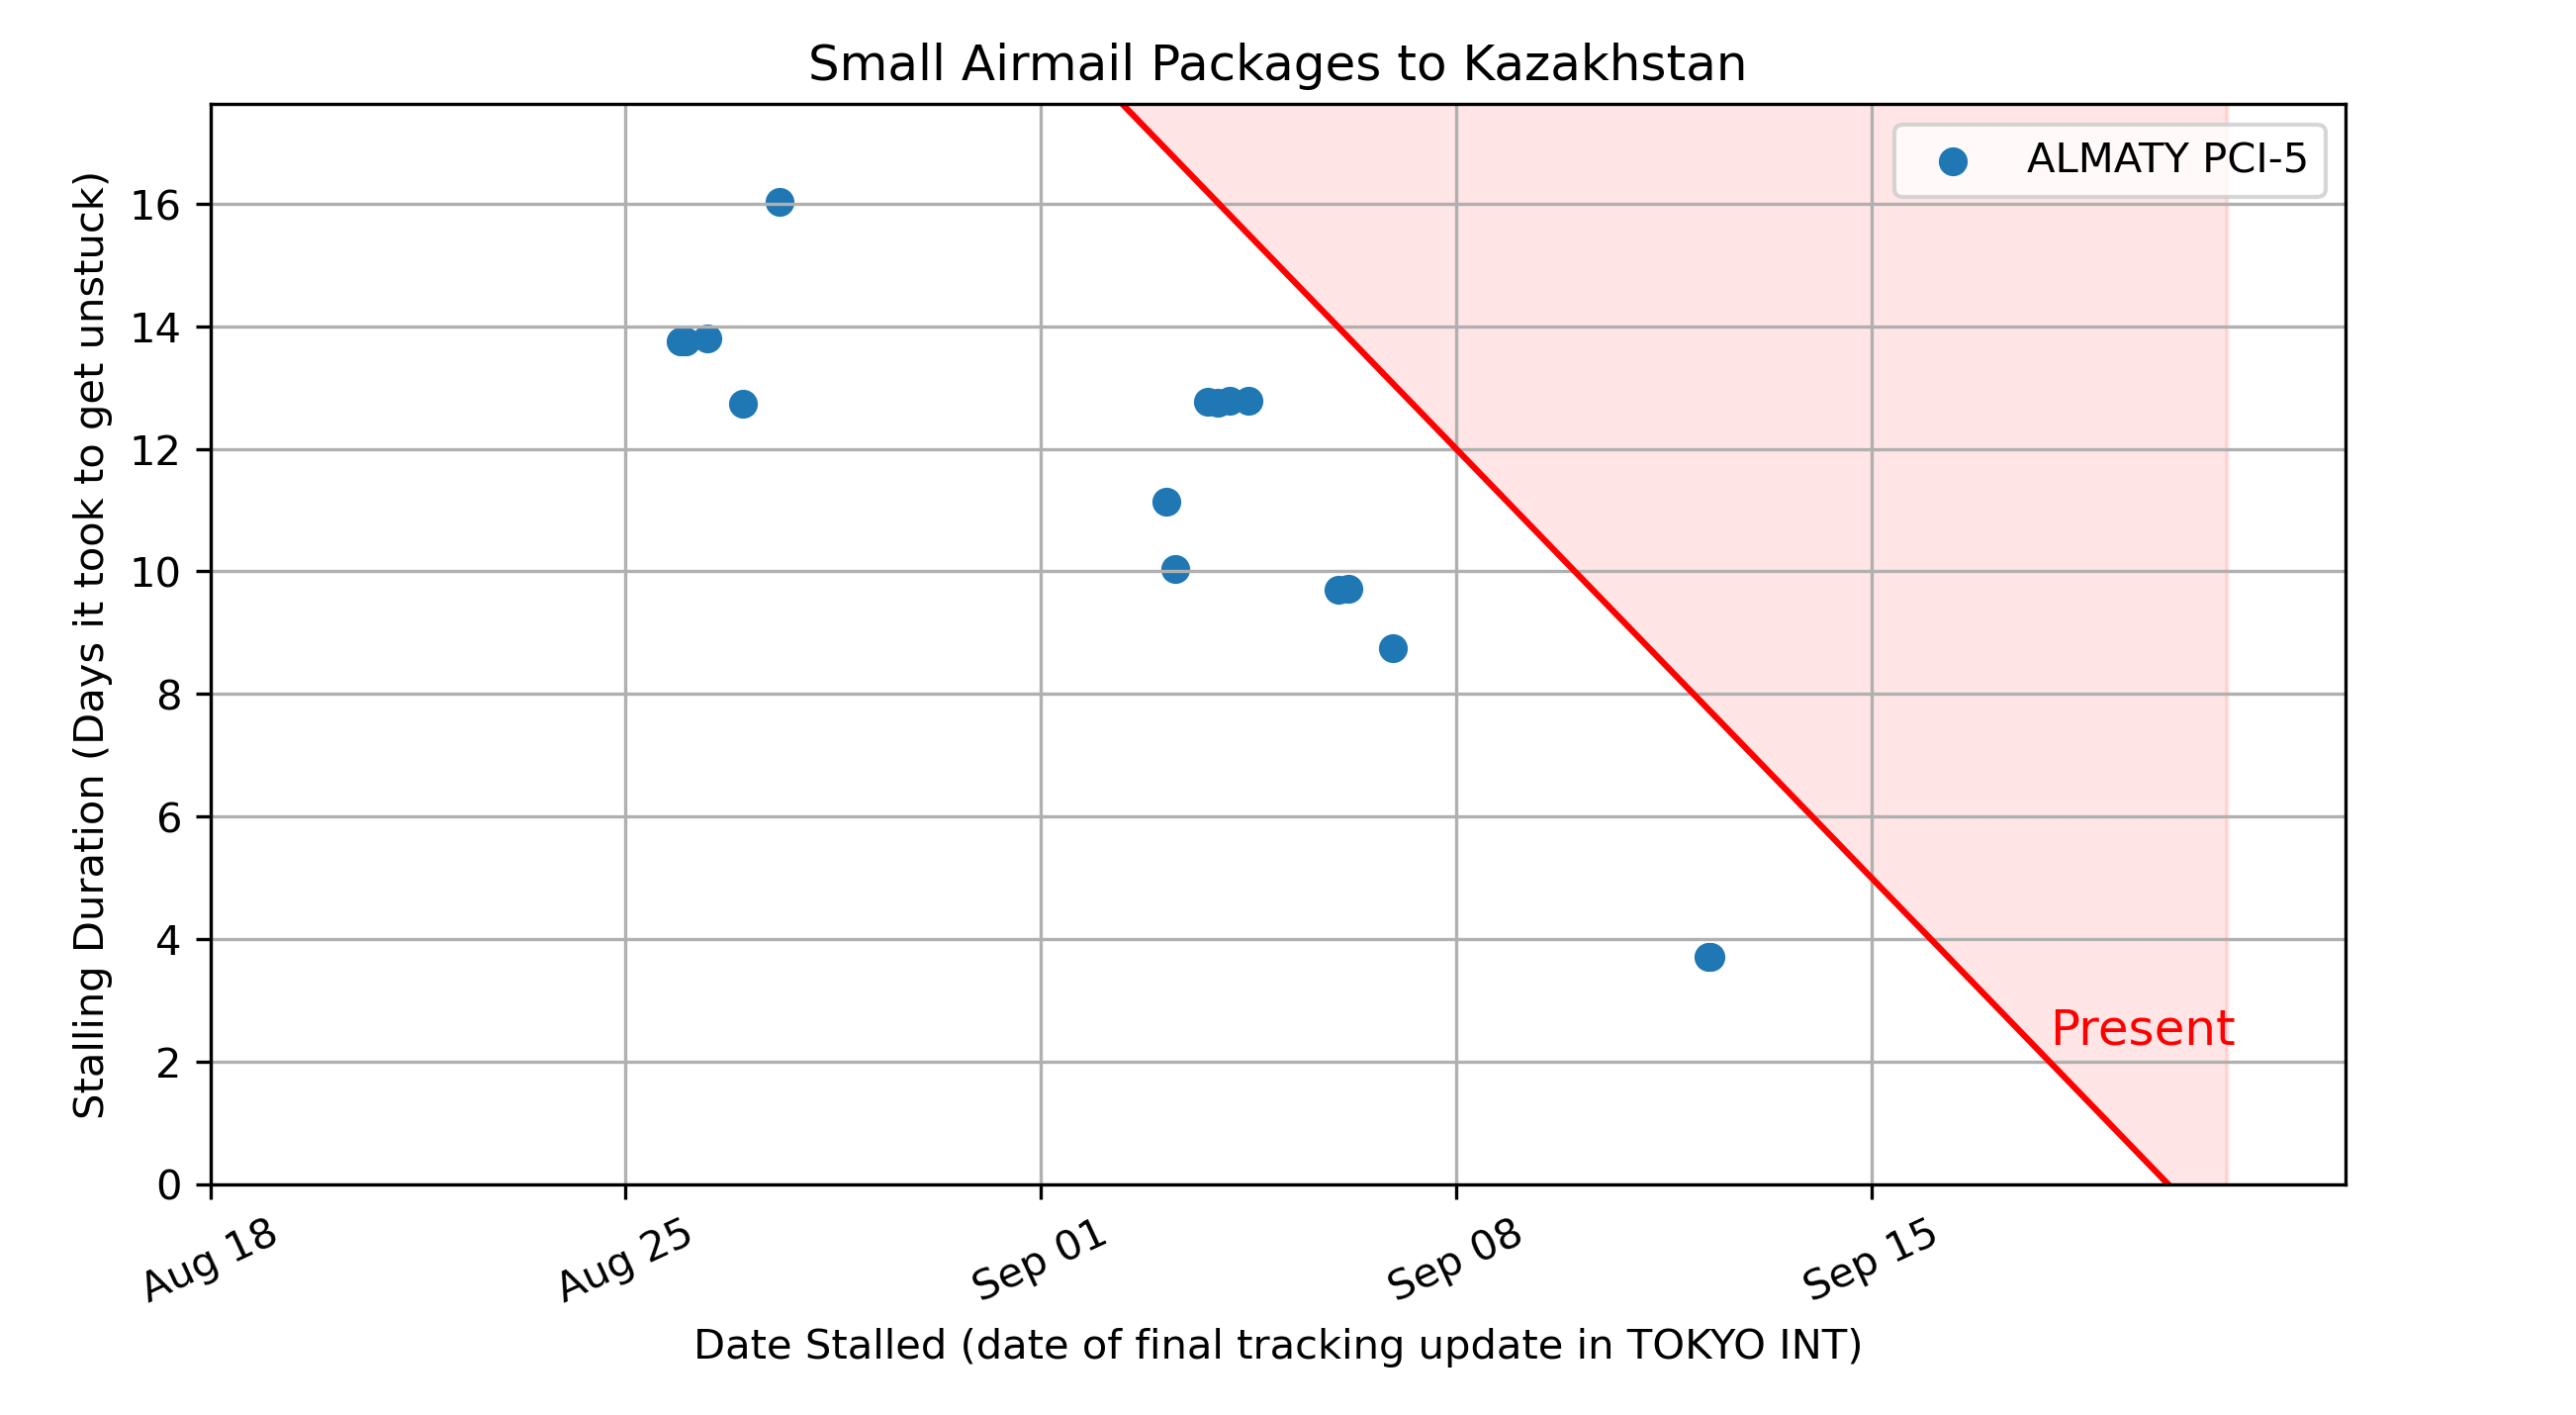 Small Airmail Packages to Kazakhstan
ALMATY PCI-5
Stalling Duration (Days it took to get unstuck)
16
14
12
10
8
6
4
2
0
Present
Aug 18
Aug 25
Sep 01
Sep 08
Sep 15
Date Stalled (date of final tracking update in TOKYO INT)